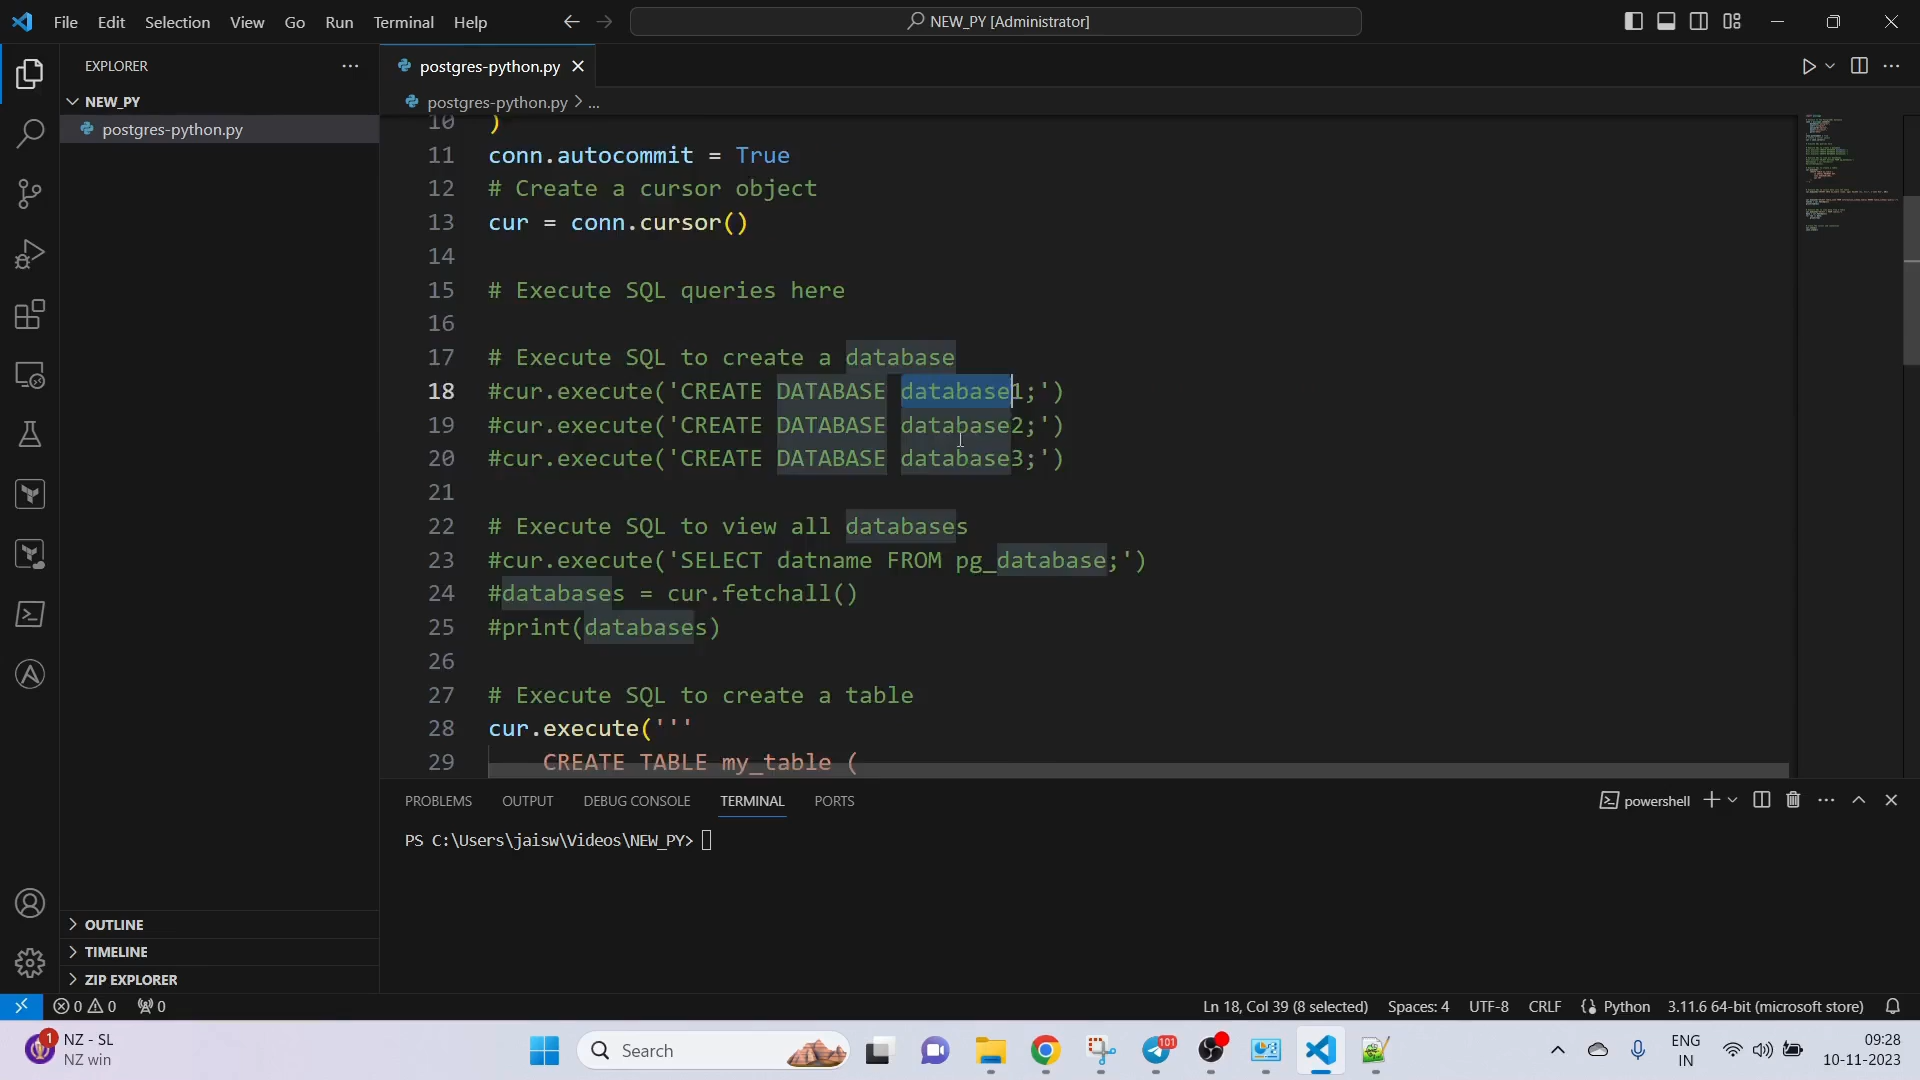 File Edit Selection View Go Run Terminal Help
NEW_PY [Administrator]
EXPLORER
NEW_PY
postgres-python.py
postgres-python.py
postgres-python.py > ...
10 )
11 conn.autocommit = True
12 # Create a cursor object
13 cur = conn.cursor()
14
15 # Execute SQL queries here
16
17 # Execute SQL to create a database
18 #cur.execute('CREATE DATABASE database1;')
19 #cur.execute('CREATE DATABASE database2;')
20 #cur.execute('CREATE DATABASE database3;')
21
22 # Execute SQL to view all databases
23 #cur.execute('SELECT datname FROM pg_database;')
24 #databases = cur.fetchall()
25 #print(databases)
26
27 # Execute SQL to create a table
28 cur.execute('''
29 CREATE TABLE my_table (
PROBLEMS OUTPUT DEBUG CONSOLE TERMINAL PORTS
powershell
PS C:\Users\jaisw\Videos\NEW_PY>
OUTLINE
TIMELINE
ZIP EXPLORER
0 0 0
Ln 18, Col 39 (8 selected) Spaces: 4 UTF-8 CRLF Python 3.11.6 64-bit (microsoft store)
1 NZ - SL
NZ win
Search
101
ENG
IN
09:28
10-11-2023